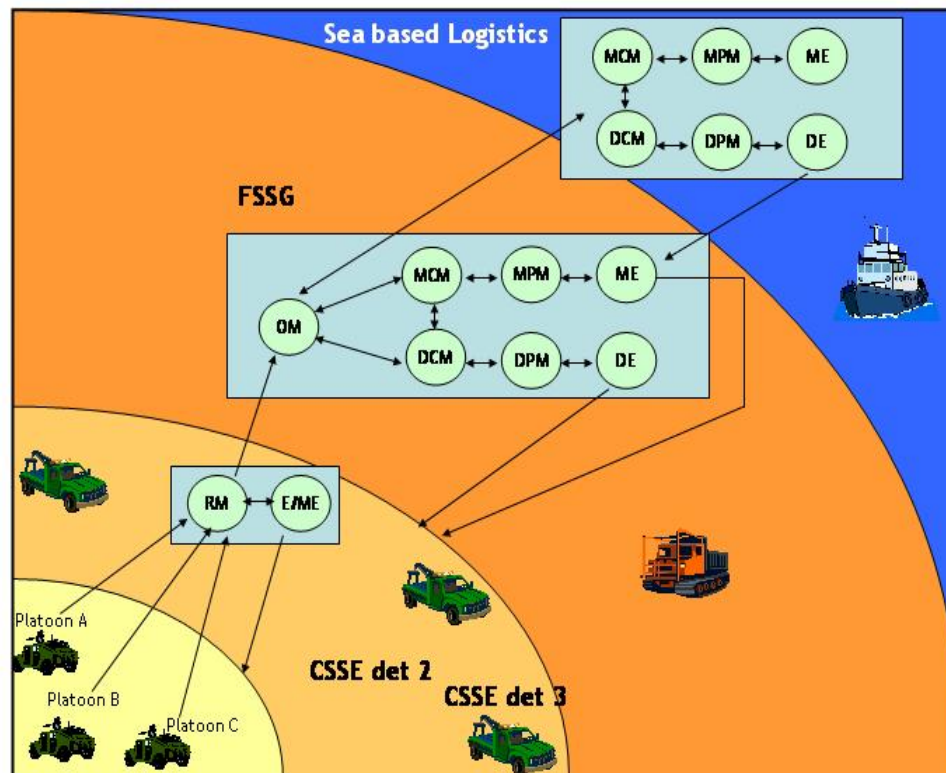 Sea based Logistics
MCM
MPM
ME
DCM
DPM
DE
FSSG
MCM
MPM
ME
OM
DCM
DPM
DE
RM
E/ME
Platoon A
CSSE det 2
Platoon B
CSSE det 3
Platoon C